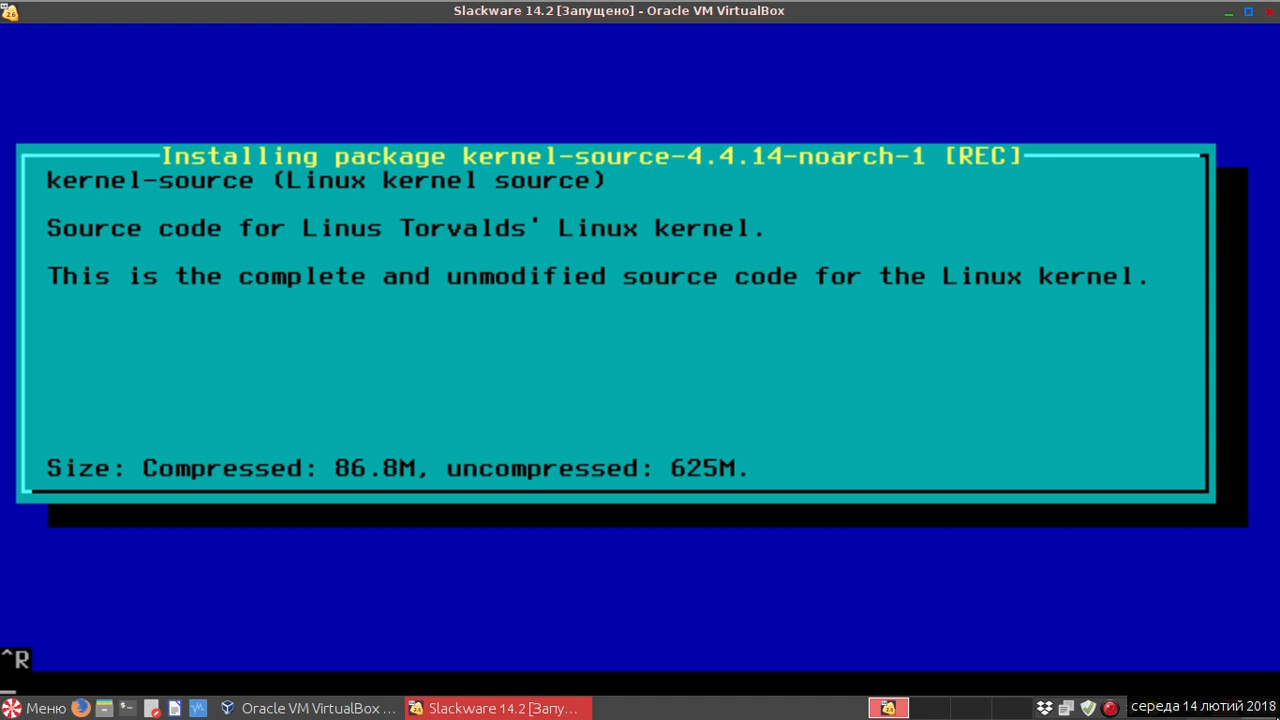 Slackware 14.2 [Запущено] - Oracle VM VirtualBox
Installing package kernel-source-4.4.14-noarch-1 [REC]
kernel-source (Linux kernel source)
Source code for Linus Torvalds' Linux kernel.
This is the complete and unmodified source code for the Linux kernel.
Size: Compressed: 86.8M, uncompressed: 625M.
^R
Меню Oracle VM VirtualBox ... Slackware 14.2 [Запу... середа 14 лютий 2018